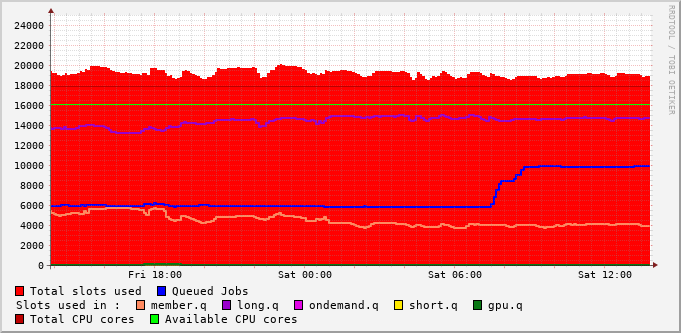 24000
22000
20000
18000
16000
14000
12000
10000
8000
6000
4000
2000
0
Fri 18:00 Sat 00:00 Sat 06:00 Sat 12:00
RRDTOOL / TOBI OETIKER
Total slots used Queued Jobs
Slots used in : member.q long.q ondemand.q short.q gpu.q
Total CPU cores Available CPU cores